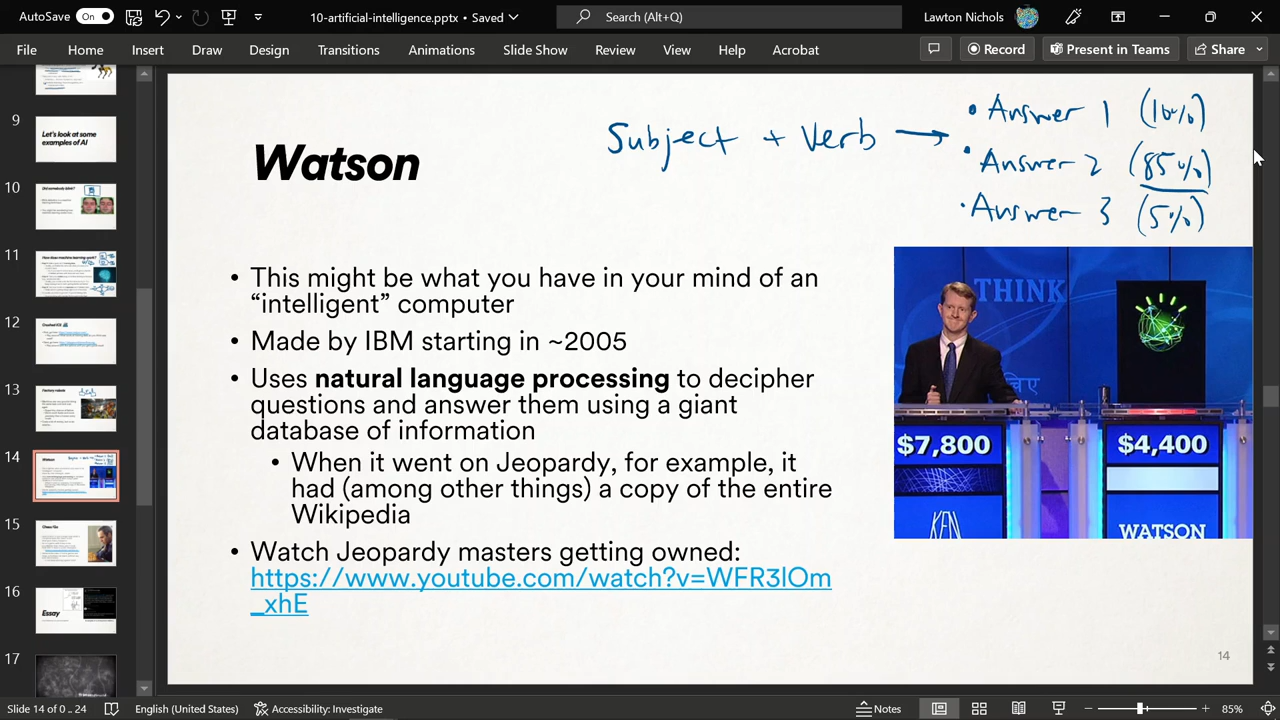 AutoSave On 10-artificial-intelligence.pptx • Saved Search (Alt+Q) Lawton Nichols
File Home Insert Draw Design Slide Show Transitions Animations Review View Help Acrobat Record Present in Teams Share
9
Let's look at some
examples of AI
10
11
12
13
14
Watson
15
16
Essay
17
Subject + Verb → • Answer 1 (10%)
• Answer 2 (85%)
• Answer 3 (5%)
Watson
• This might be what you have in your mind of an
“intelligent” computer
• Made by IBM starting in ~2005
• Uses natural language processing to decipher
questions and answer them using a giant
database of information
• When it went on Jeopardy, for example, it
had (among other things) a copy of the entire
Wikipedia
• Watch Jeopardy masters getting owned:
https://www.youtube.com/watch?v=WFR3lOm
_xhE
THINK
$7,800 $4,400
WATSON
14
Slide 14 of 0 .. 24 English (United States) Accessibility: Investigate Notes 85%